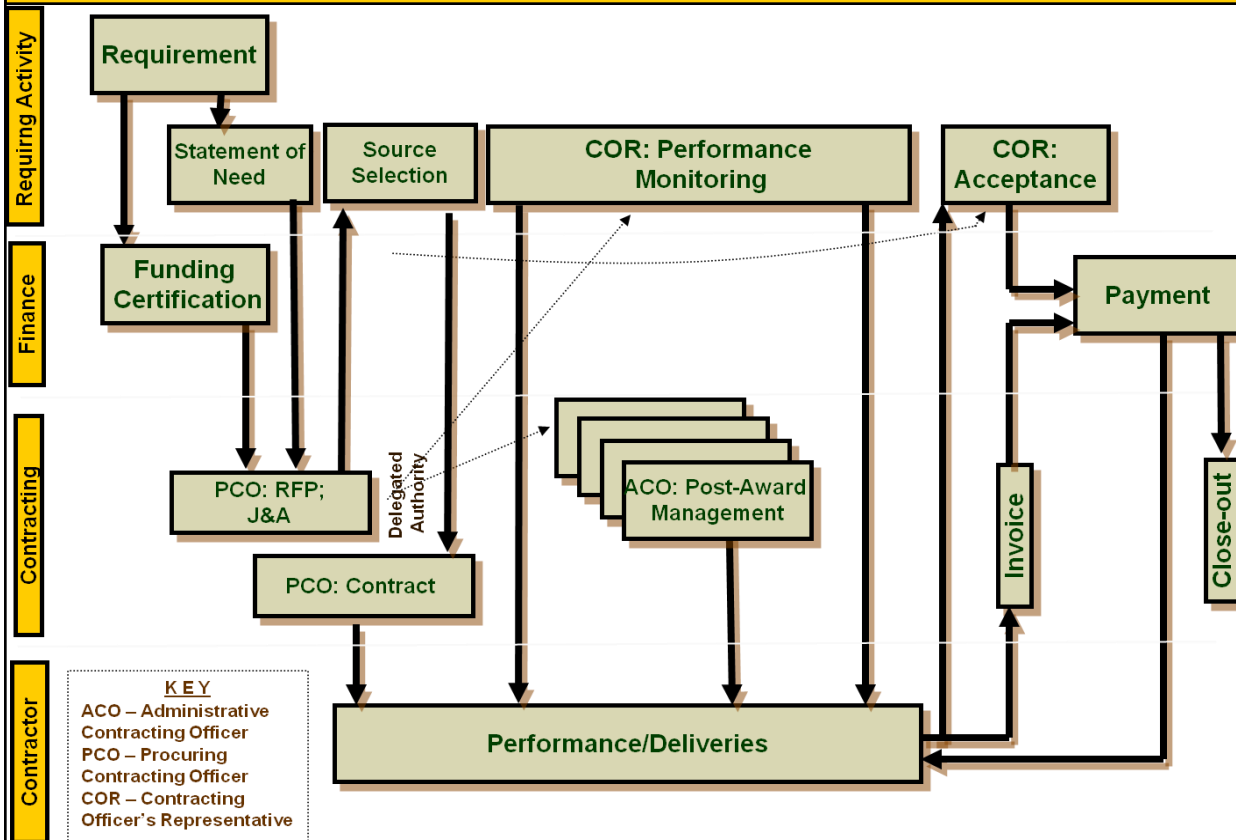 Requiring Activity
Requirement
Statement of
Need
Source
Selection
COR: Performance
Monitoring
COR:
Acceptance
Finance
Funding
Certification
Payment
Contracting
PCO: RFP;
J&A
Delegated
Authority
ACO: Post-Award
Management
PCO: Contract
Invoice
Close-out
Contractor
Performance/Deliveries
K E Y
ACO – Administrative
Contracting Officer
PCO – Procuring
Contracting Officer
COR – Contracting
Officer's Representative